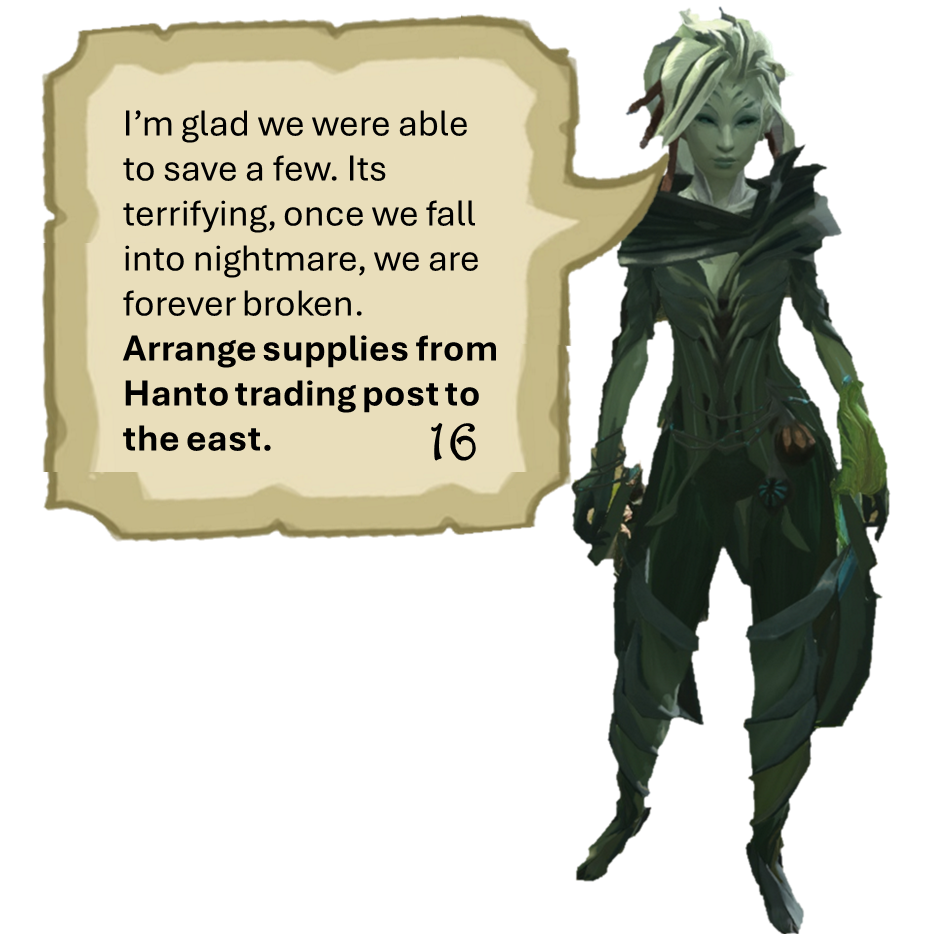 I'm glad we were able
to save a few. Its
terrifying, once we fall
into nightmare, we are
forever broken.
Arrange supplies from
Hanto trading post to
the east.
16